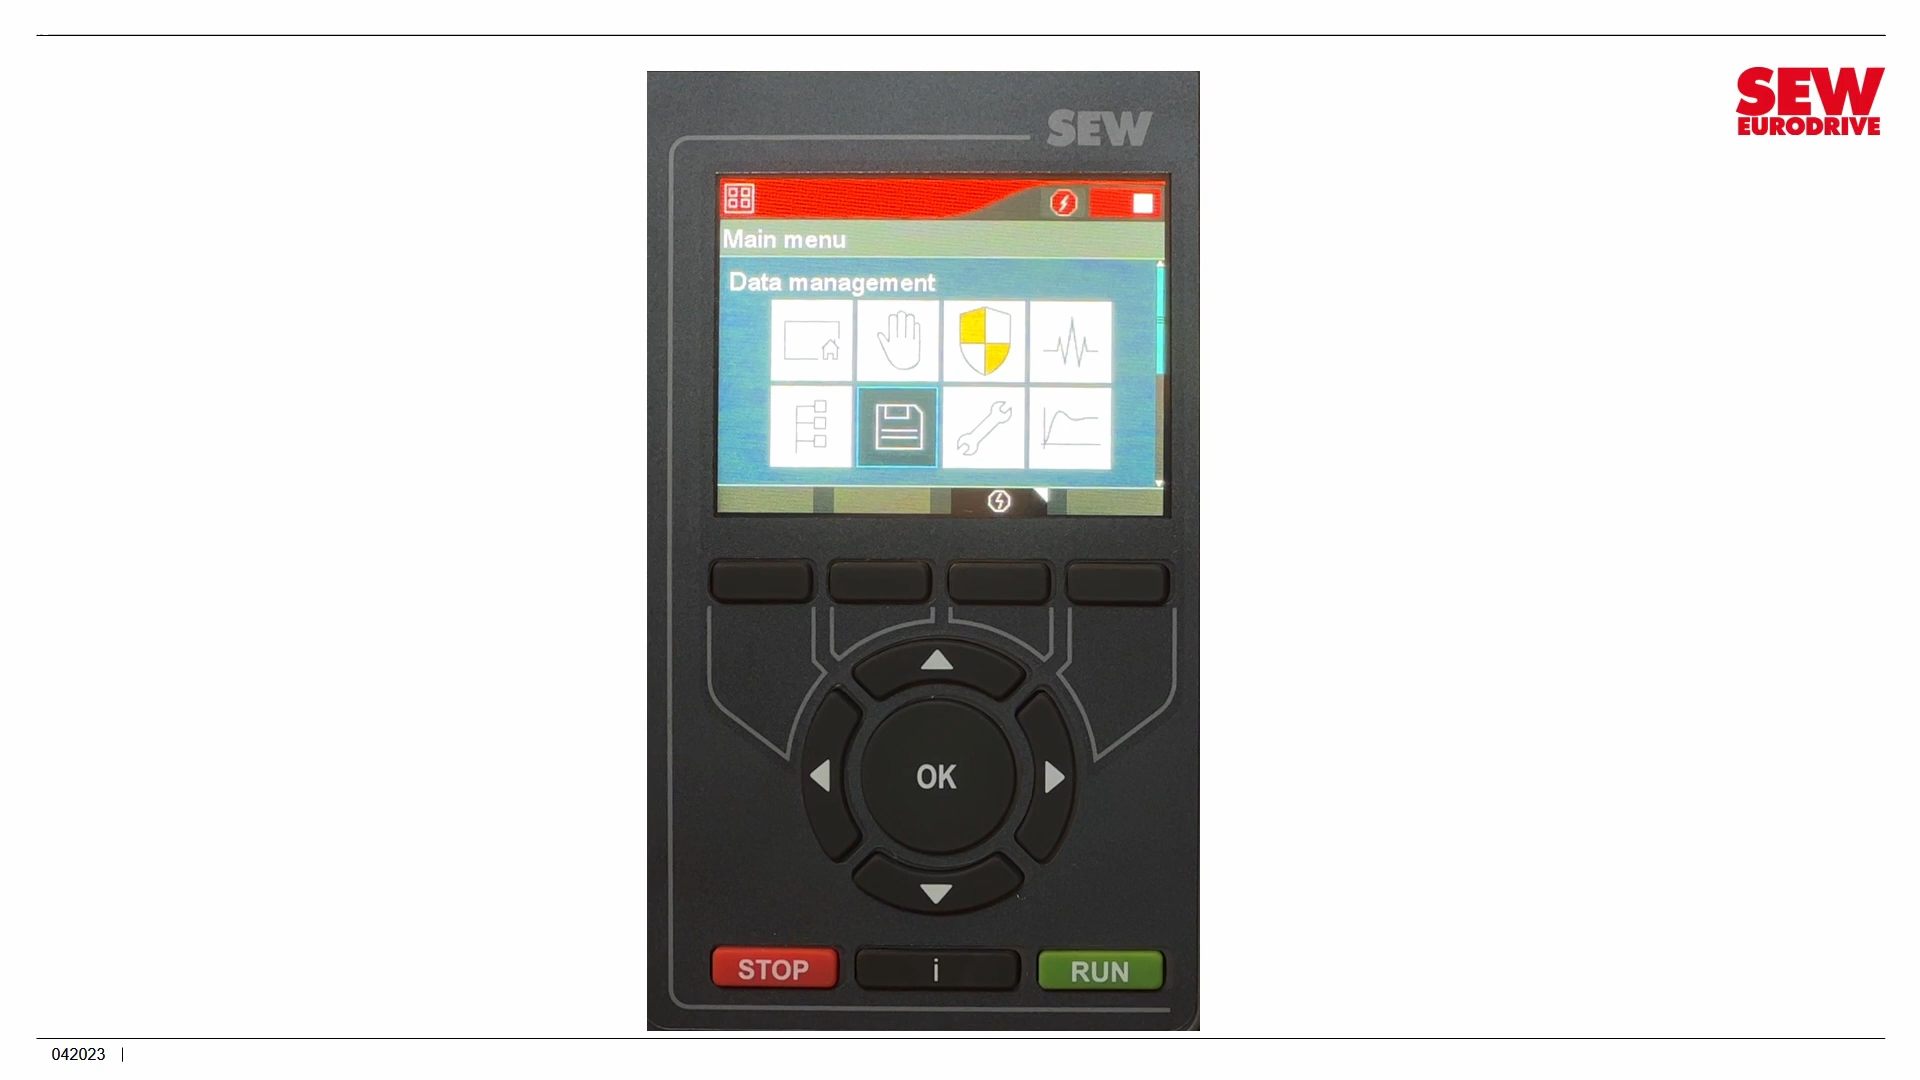 SEW
EURODRIVE
SEW
Main menu
Data management
OK
STOP
i
RUN
042023 |